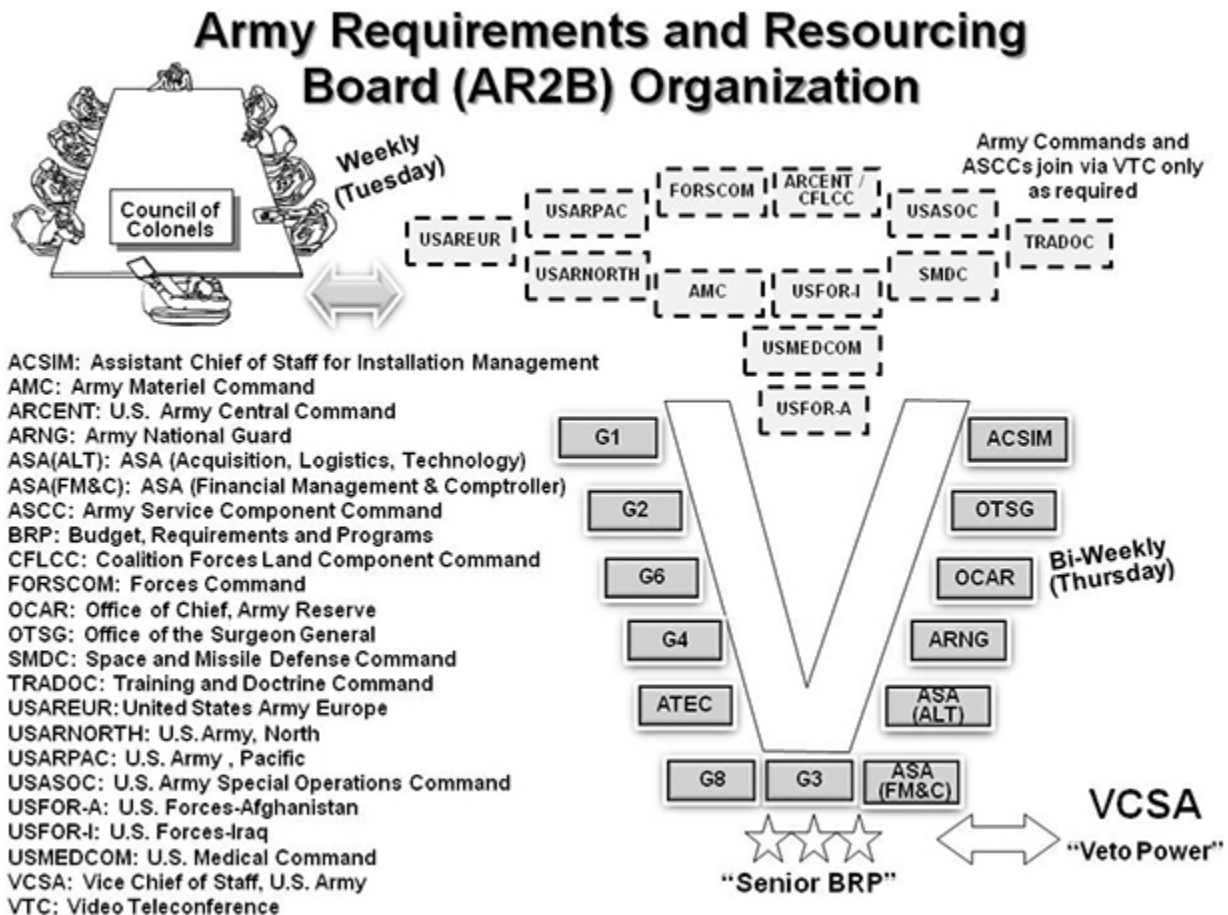 Army Requirements and Resourcing
Board (AR2B) Organization
Council of
Colonels
Weekly
(Tuesday)
Army Commands and
ASCCs join via VTC only
as required
USAREUR
USARPAC
USARNORTH
FORSCOM
AMC
ARCENT /
CFLCC
USFOR-I
USASOC
SMDC
TRADOC
USMEDCOM
USFOR-A
ACSIM: Assistant Chief of Staff for Installation Management
AMC: Army Materiel Command
ARCENT: U.S. Army Central Command
ARNG: Army National Guard
ASA(ALT): ASA (Acquisition, Logistics, Technology)
ASA(FM&C): ASA (Financial Management & Comptroller)
ASCC: Army Service Component Command
BRP: Budget, Requirements and Programs
CFLCC: Coalition Forces Land Component Command
FORSCOM: Forces Command
OCAR: Office of Chief, Army Reserve
OTSG: Office of the Surgeon General
SMDC: Space and Missile Defense Command
TRADOC: Training and Doctrine Command
USAREUR: United States Army Europe
USARNORTH: U.S. Army, North
USARPAC: U.S. Army , Pacific
USASOC: U.S. Army Special Operations Command
USFOR-A: U.S. Forces-Afghanistan
USFOR-I: U.S. Forces-Iraq
USMEDCOM: U.S. Medical Command
VCSA: Vice Chief of Staff, U.S. Army
VTC: Video Teleconference
G1
G2
G6
G4
ATEC
G8
G3
ASA
(FM&C)
ASA
(ALT)
ARNG
OCAR
OTSG
ACSIM
Bi-Weekly
(Thursday)
"Senior BRP"
VCSA
"Veto Power"